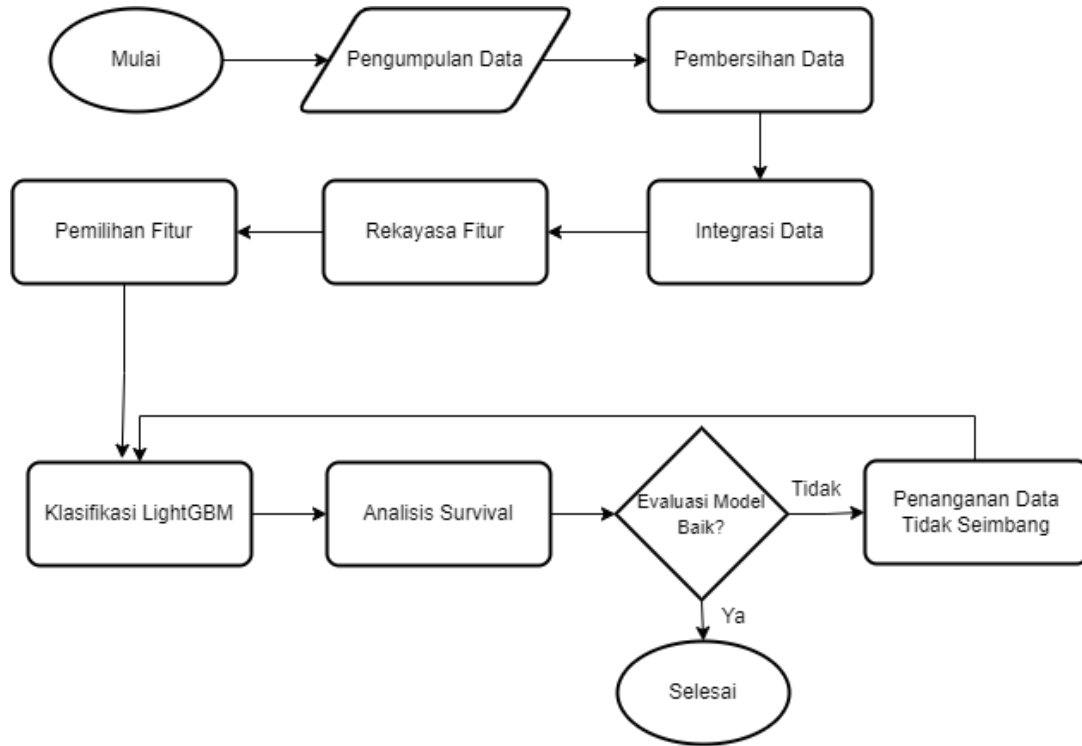 Mulai
Pengumpulan Data
Pembersihan Data
Integrasi Data
Rekayasa Fitur
Pemilihan Fitur
Klasifikasi LightGBM
Analisis Survival
Evaluasi Model
Baik?
Tidak
Penanganan Data
Tidak Seimbang
Ya
Selesai